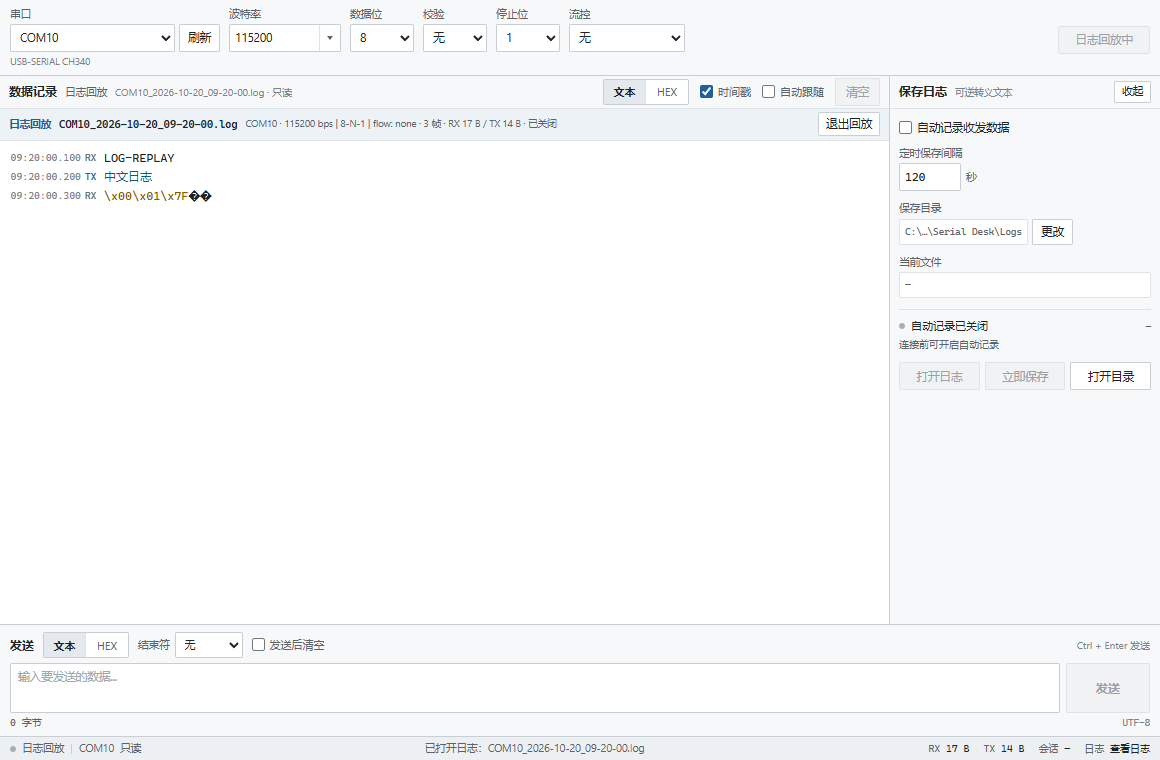 串口 波特率 数据位 校验 停止位 流控
COM10 刷新 115200 8 无 1 无 日志回放中
USB-SERIAL CH340
数据记录 日志回放 COM10_2026-10-20_09-20-00.log · 只读 文本 HEX 时间戳 自动跟随 清空
日志回放 COM10_2026-10-20_09-20-00.log COM10 · 115200 bps | 8-N-1 | flow: none · 3 帧 · RX 17 B / TX 14 B · 已关闭 退出回放
09:20:00.100 RX LOG-REPLAY
09:20:00.200 TX 中文日志
09:20:00.300 RX \x00\x01\x7F��
保存日志 可逆转义文本 收起
自动记录收发数据
定时保存间隔
120 秒
保存目录
C:\…\Serial Desk\Logs 更改
当前文件
—
自动记录已关闭 —
连接前可开启自动记录
打开日志 立即保存 打开目录
发送 文本 HEX 结束符 无 发送后清空 Ctrl + Enter 发送
输入要发送的数据… 发送
0 字节 UTF-8
日志回放 COM10 只读 已打开日志: COM10_2026-10-20_09-20-00.log RX 17 B TX 14 B 会话 — 日志 查看日志